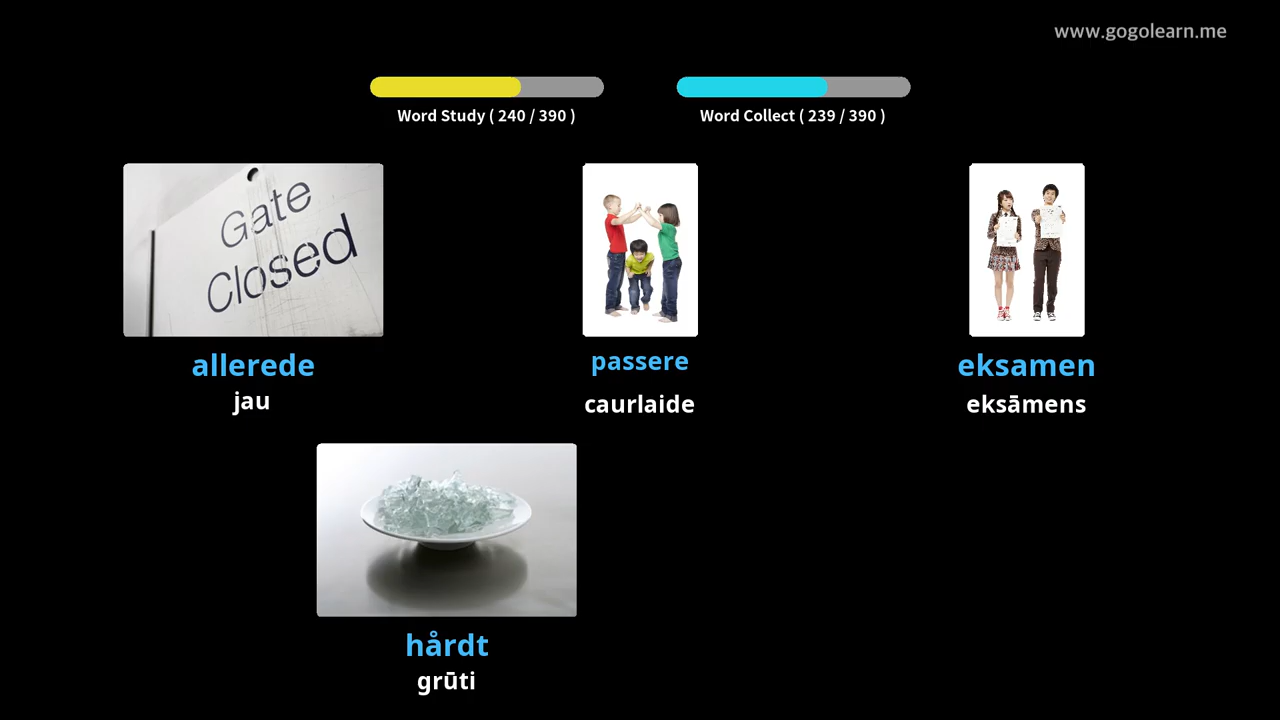 www.gogolearn.me
Word Study ( 240 / 390 )
Word Collect ( 239 / 390 )
Gate
Closed
allerede
jau
passere
caurlaide
eksamen
eksāmens
hårdt
grūti